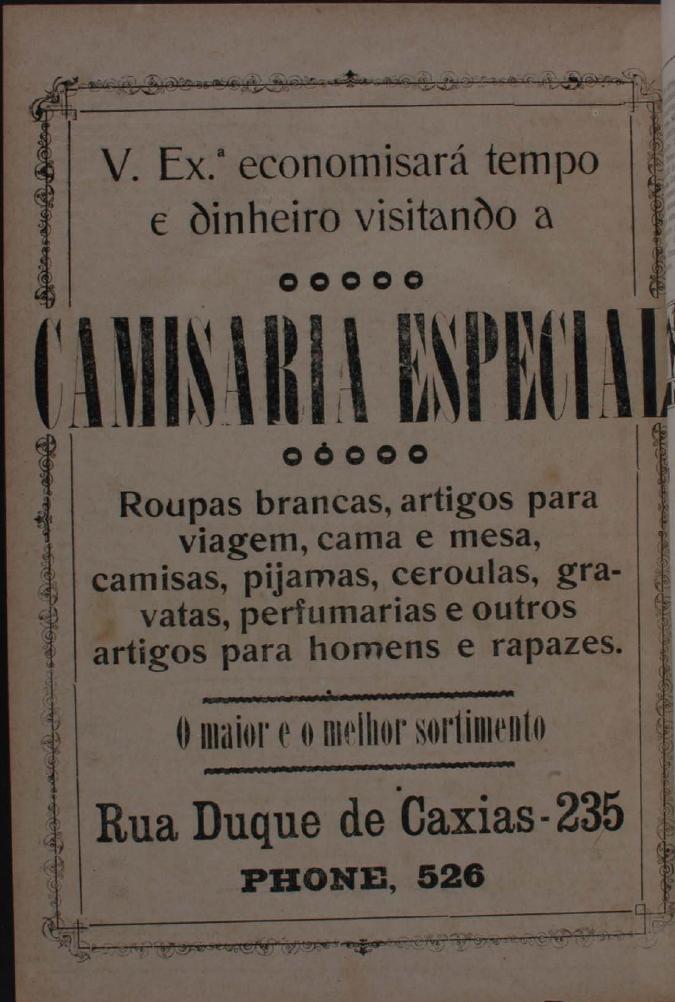 V. Ex.ª economisará tempo
e dinheiro visitando a
CAMISARIA ESPECIAL
Roupas brancas, artigos para
viagem, cama e mesa,
camisas, pijamas, ceroulas, gra-
vatas, perfumarias e outros
artigos para homens e rapazes.
O maior e o melhor sortimento
Rua Duque de Caxias - 235
PHONE, 526